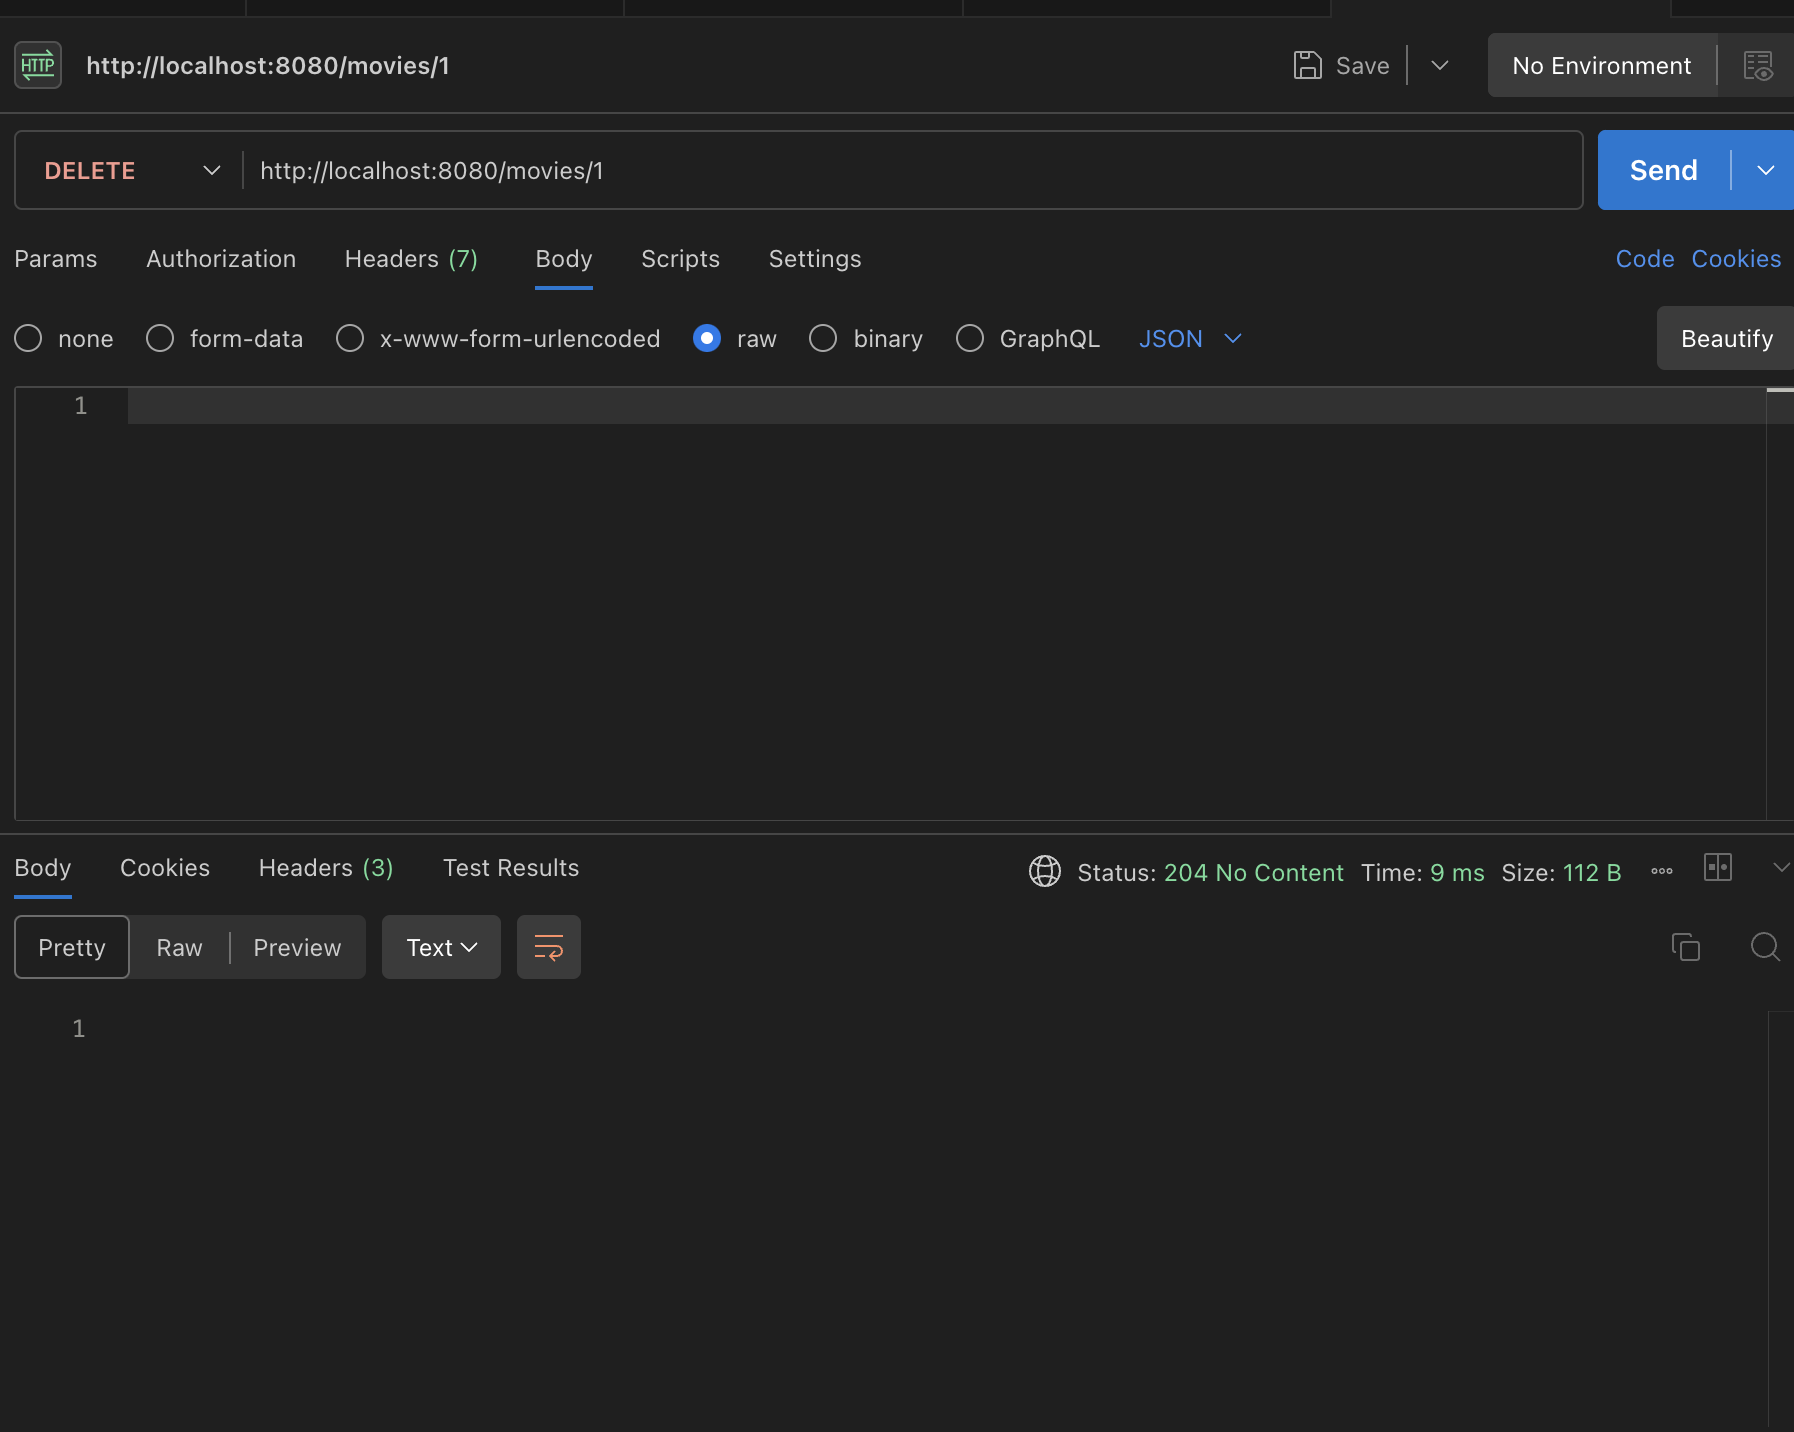 HTTP http://localhost:8080/movies/1 Save No Environment
DELETE http://localhost:8080/movies/1 Send
Params Authorization Headers (7) Body Scripts Settings Code Cookies
none form-data x-www-form-urlencoded raw binary GraphQL JSON Beautify
1
Body Cookies Headers (3) Test Results Status: 204 No Content Time: 9 ms Size: 112 B
Pretty Raw Preview Text
1